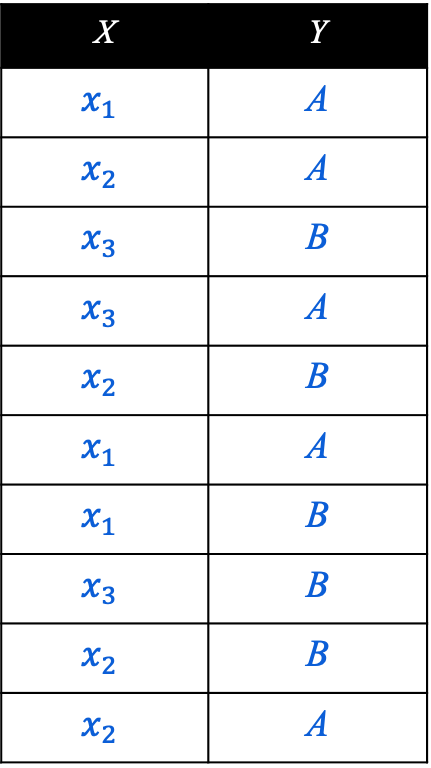 X Y
x₁ A
x₂ A
x₃ B
x₃ A
x₂ B
x₁ A
x₁ B
x₃ B
x₂ B
x₂ A